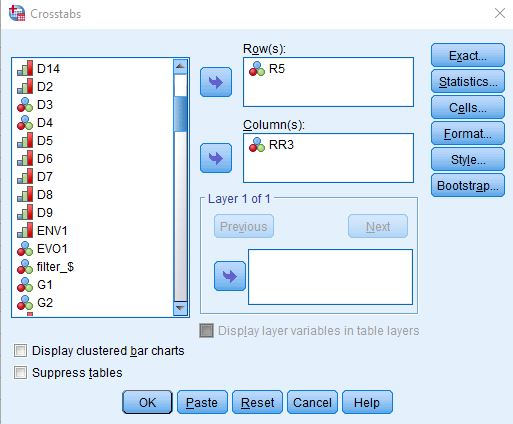 Crosstabs
D14
D2
D3
D4
D5
D6
D7
D8
D9
ENV1
EVO1
filter_$
G1
G2
Row(s):
R5
Column(s):
RR3
Layer 1 of 1
Previous
Next
Display layer variables in table layers
Exact...
Statistics...
Cells...
Format...
Style...
Bootstrap...
Display clustered bar charts
Suppress tables
OK
Paste
Reset
Cancel
Help